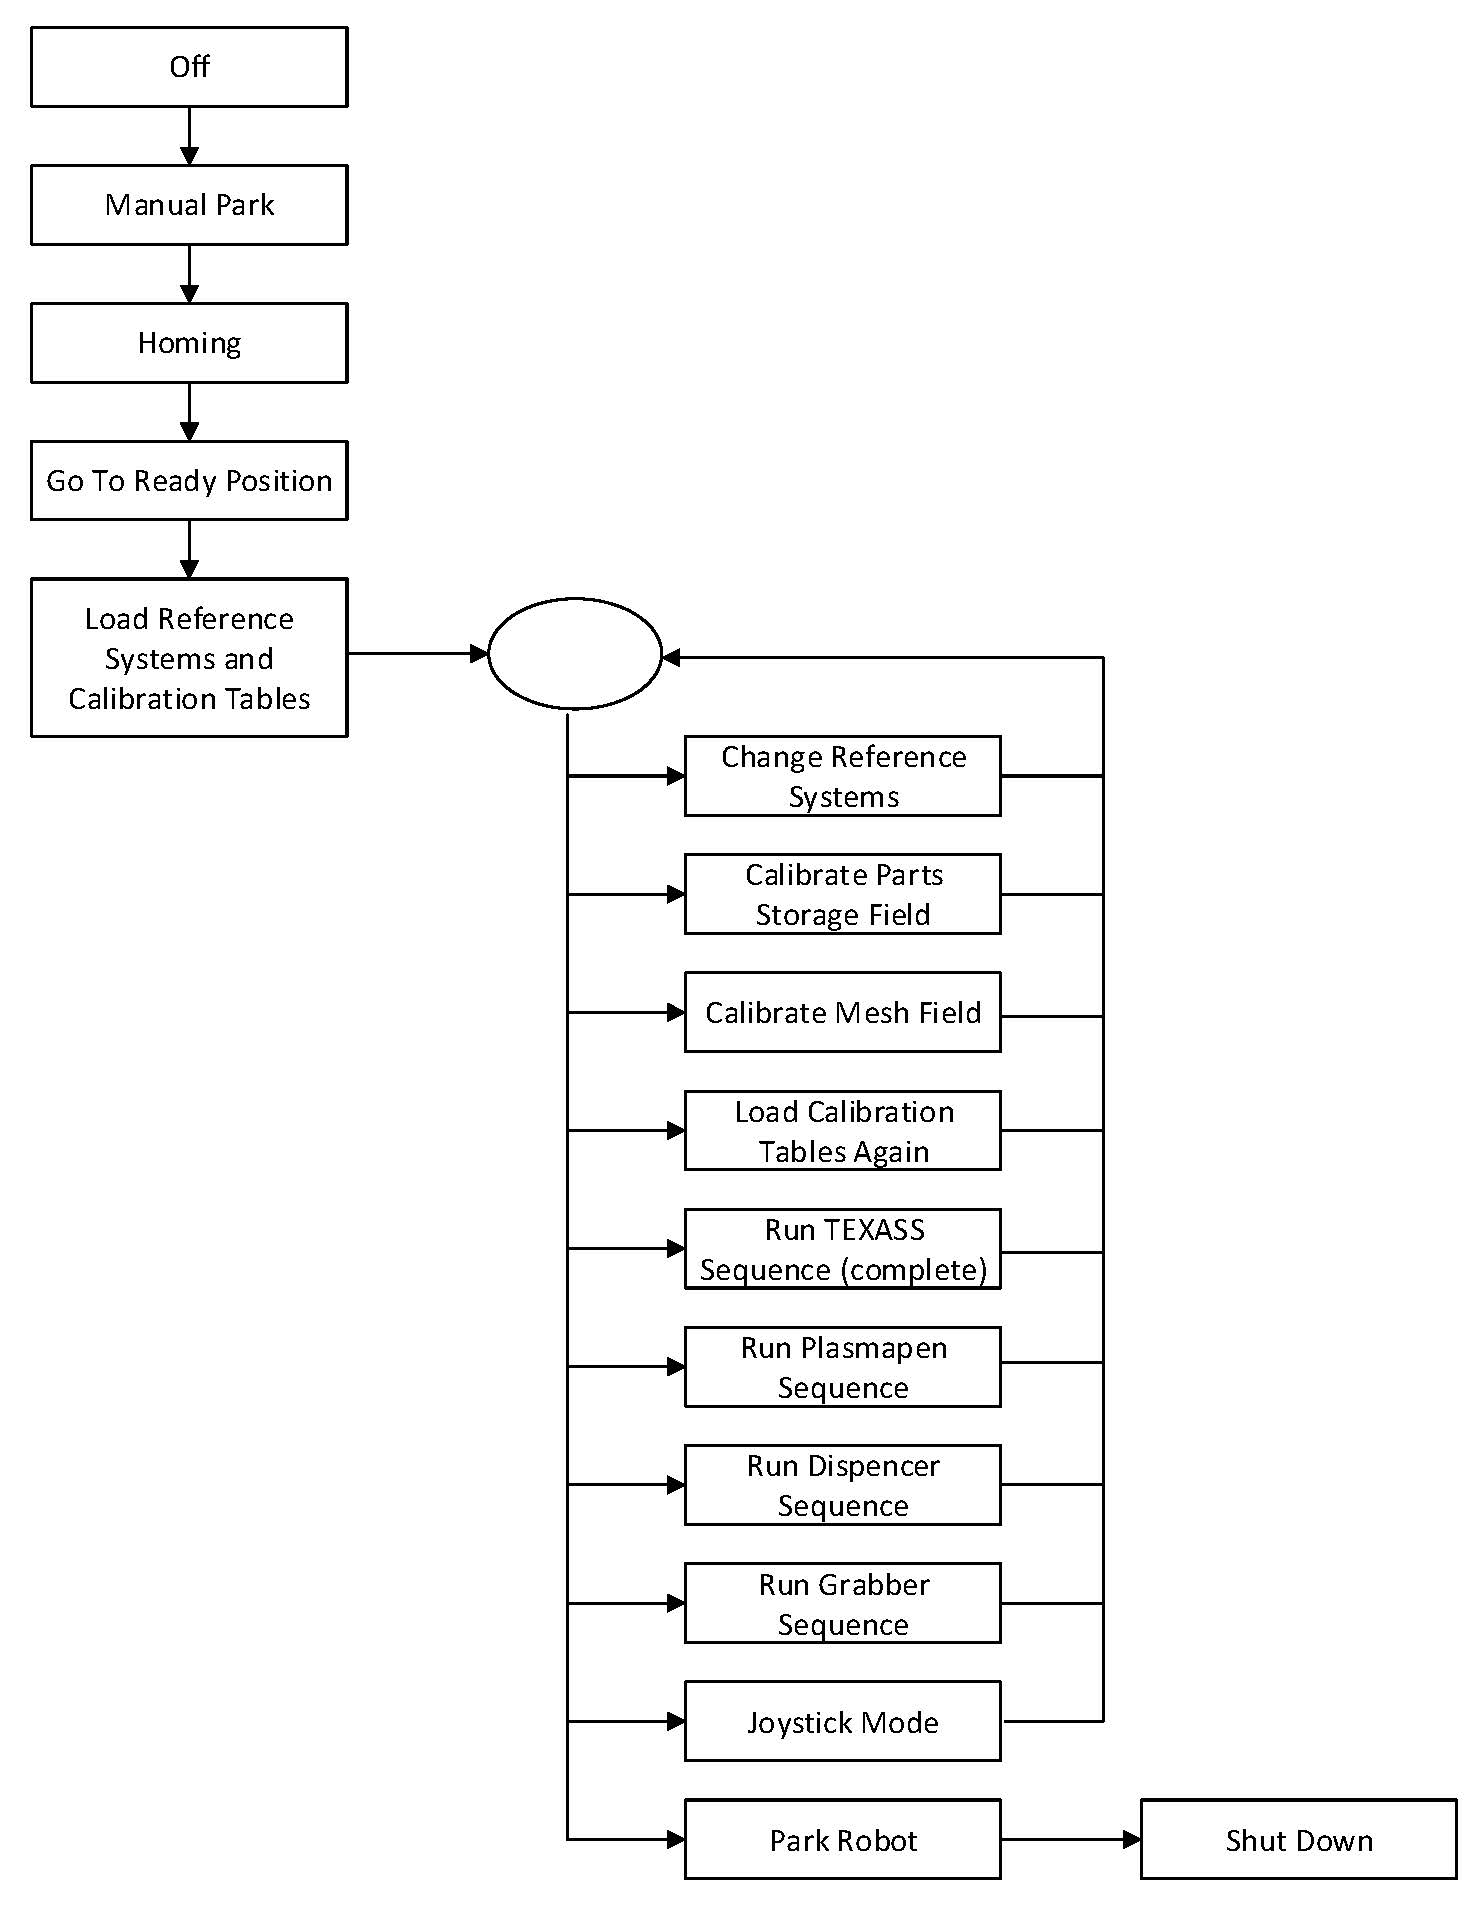 Off
Manual Park
Homing
Go To Ready Position
Load Reference
Systems and
Calibration Tables
Change Reference
Systems
Calibrate Parts
Storage Field
Calibrate Mesh Field
Load Calibration
Tables Again
Run TEXASS
Sequence (complete)
Run Plasmapen
Sequence
Run Dispencer
Sequence
Run Grabber
Sequence
Joystick Mode
Park Robot
Shut Down